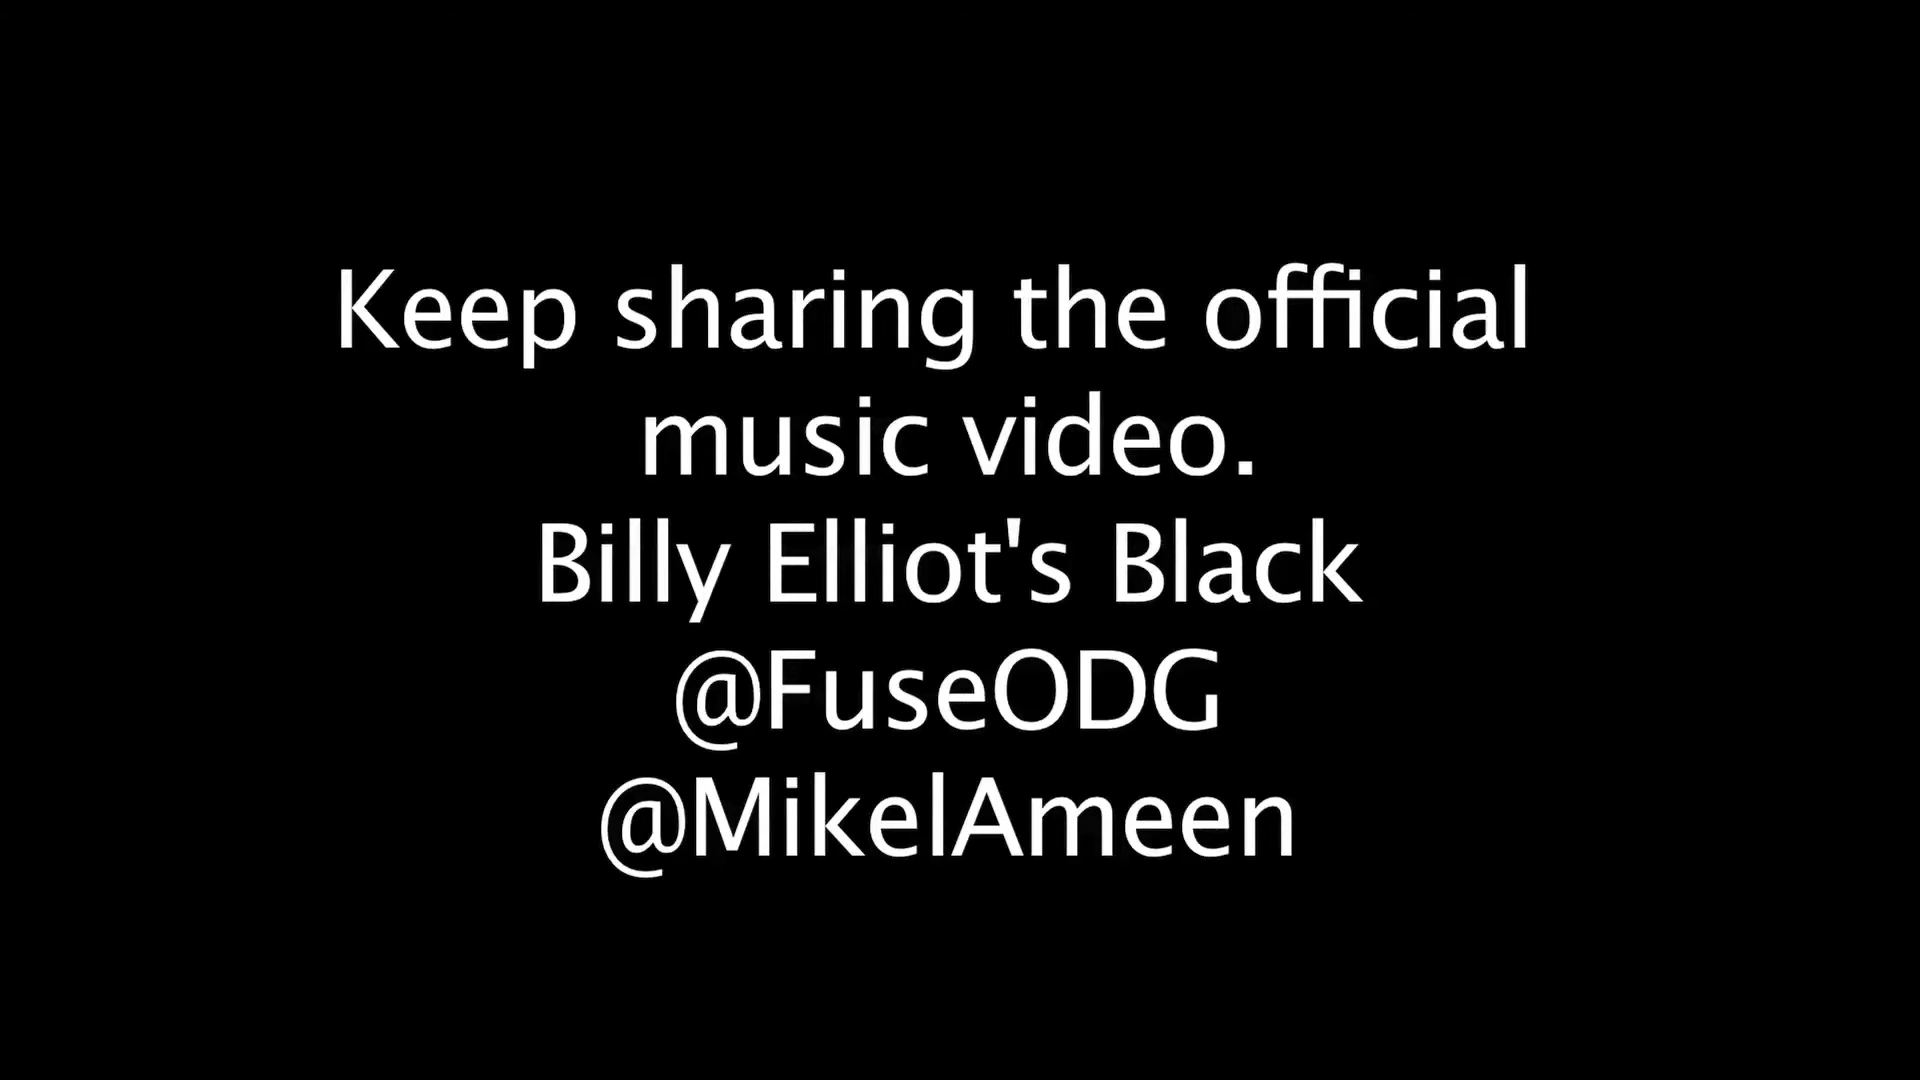 Keep sharing the official
music video.
Billy Elliot's Black
@FuseODG
@MikelAmeen